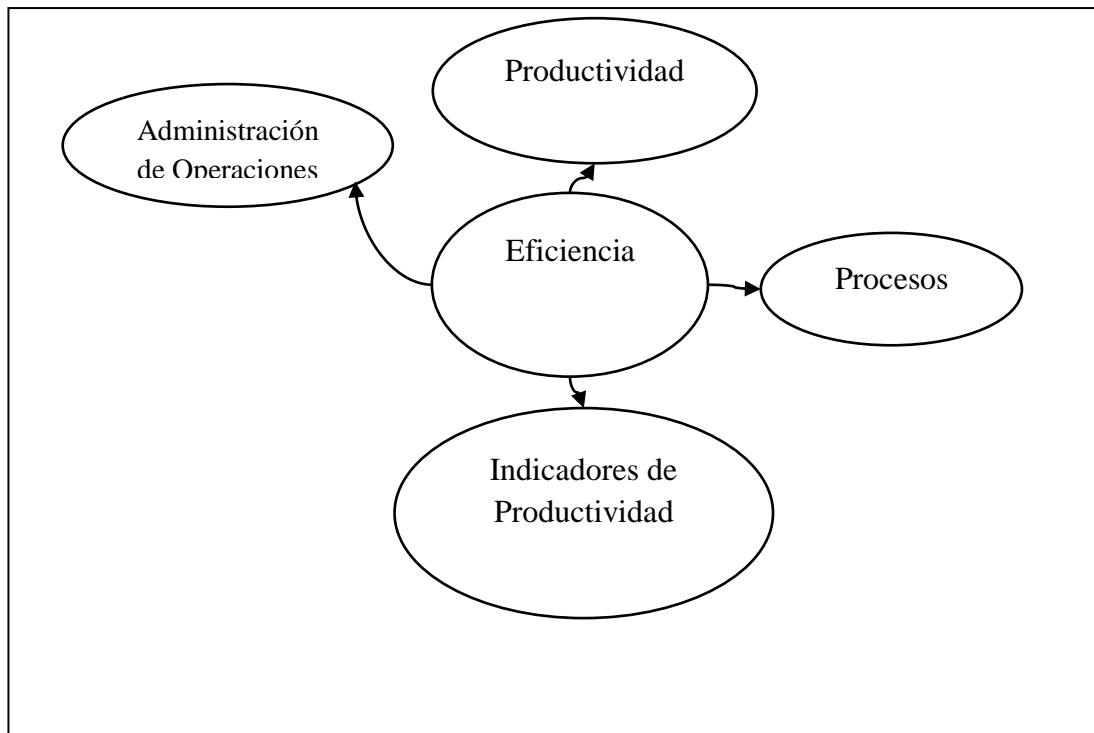 Productividad
Administración
de Operaciones
Eficiencia
Procesos
Indicadores de
Productividad